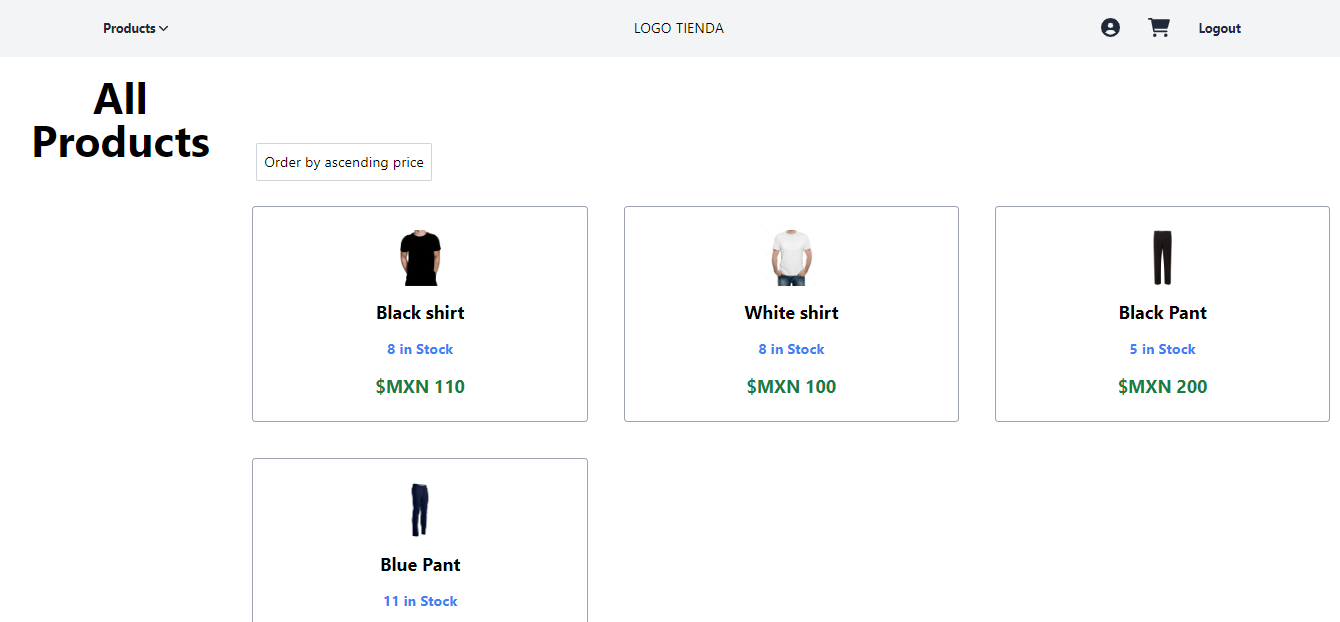 Products
LOGO TIENDA
Logout
All
Products
Order by ascending price
Black shirt
8 in Stock
$MXN 110
White shirt
8 in Stock
$MXN 100
Black Pant
5 in Stock
$MXN 200
Blue Pant
11 in Stock